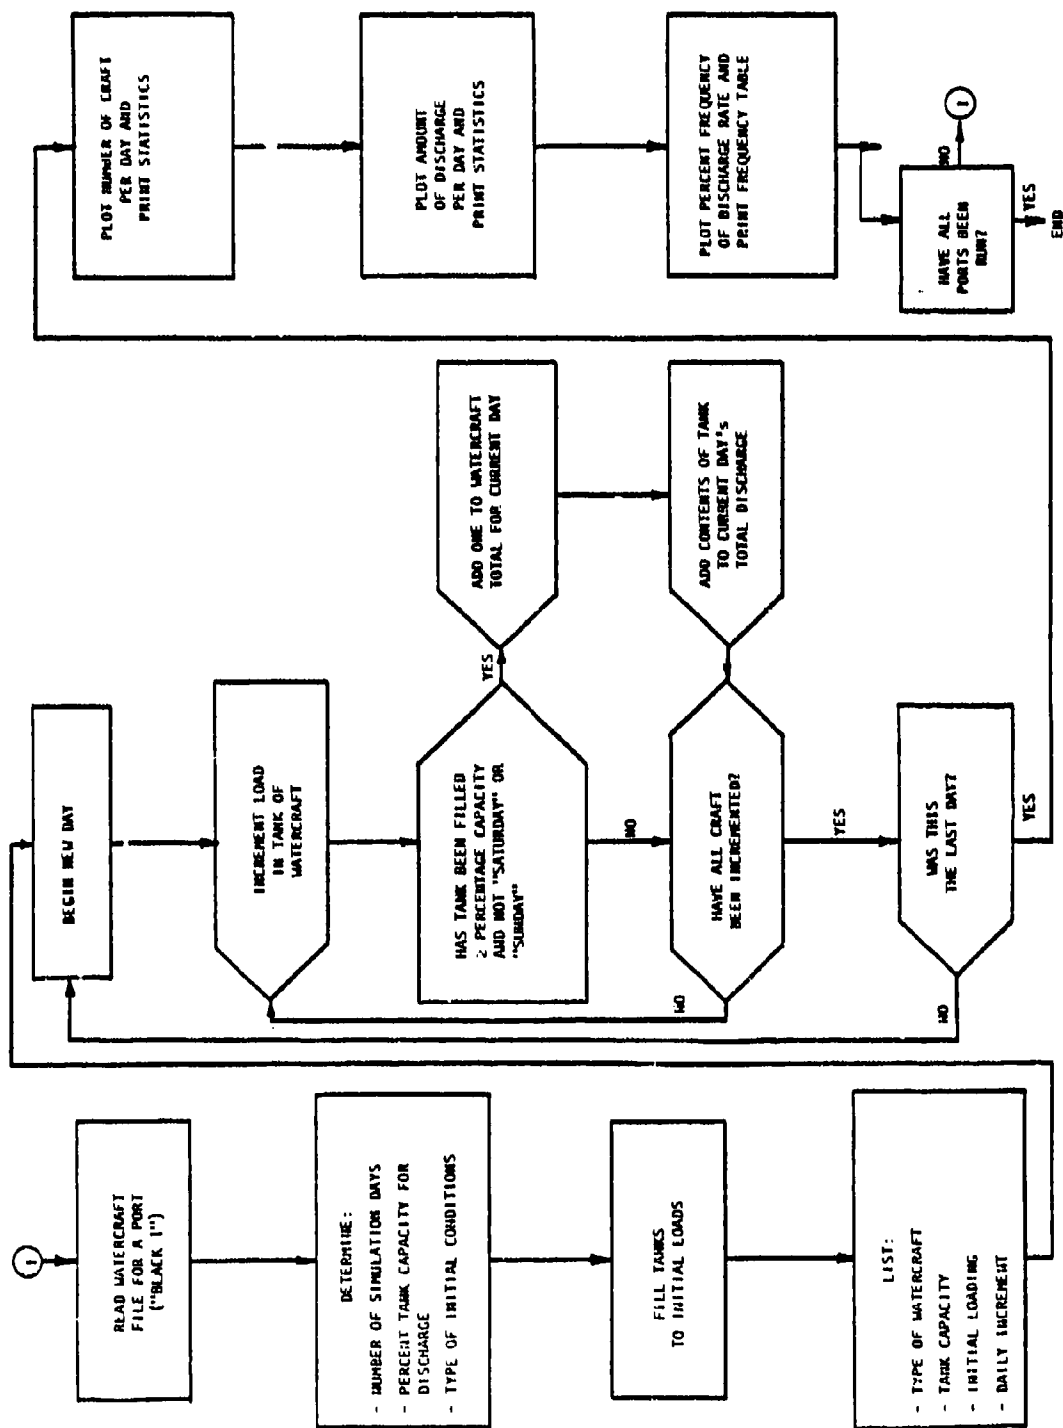 1
READ WATERCRAFT
FILE FOR A PORT
("BLACK 1")
DETERMINE:
- NUMBER OF SIMULATION DAYS
- PERCENT TANK CAPACITY FOR
DISCHARGE
- TYPE OF INITIAL CONDITIONS
FILL TANKS
TO INITIAL LOADS
LIST:
- TYPE OF WATERCRAFT
- TANK CAPACITY
- INITIAL LOADING
- DAILY INCREMENT
BEGIN NEW DAY
INCREMENT LOAD
IN TANK OF
WATERCRAFT
HAS TANK BEEN FILLED
≥ PERCENTAGE CAPACITY
AND NOT "SATURDAY" OR
"SUNDAY"
YES
NO
ADD ONE TO WATERCRAFT
TOTAL FOR CURRENT DAY
ADD CONTENTS OF TANK
TO CURRENT DAY's
TOTAL DISCHARGE
HAVE ALL CRAFT
BEEN INCREMENTED?
NO
YES
WAS THIS
THE LAST DAY?
NO
YES
PLOT NUMBER OF CRAFT
PER DAY AND
PRINT STATISTICS
PLOT AMOUNT
OF DISCHARGE
PER DAY AND
PRINT STATISTICS
PLOT PERCENT FREQUENCY
OF DISCHARGE RATE AND
PRINT FREQUENCY TABLE
HAVE ALL
PORTS BEEN
RUN?
NO
1
YES
END